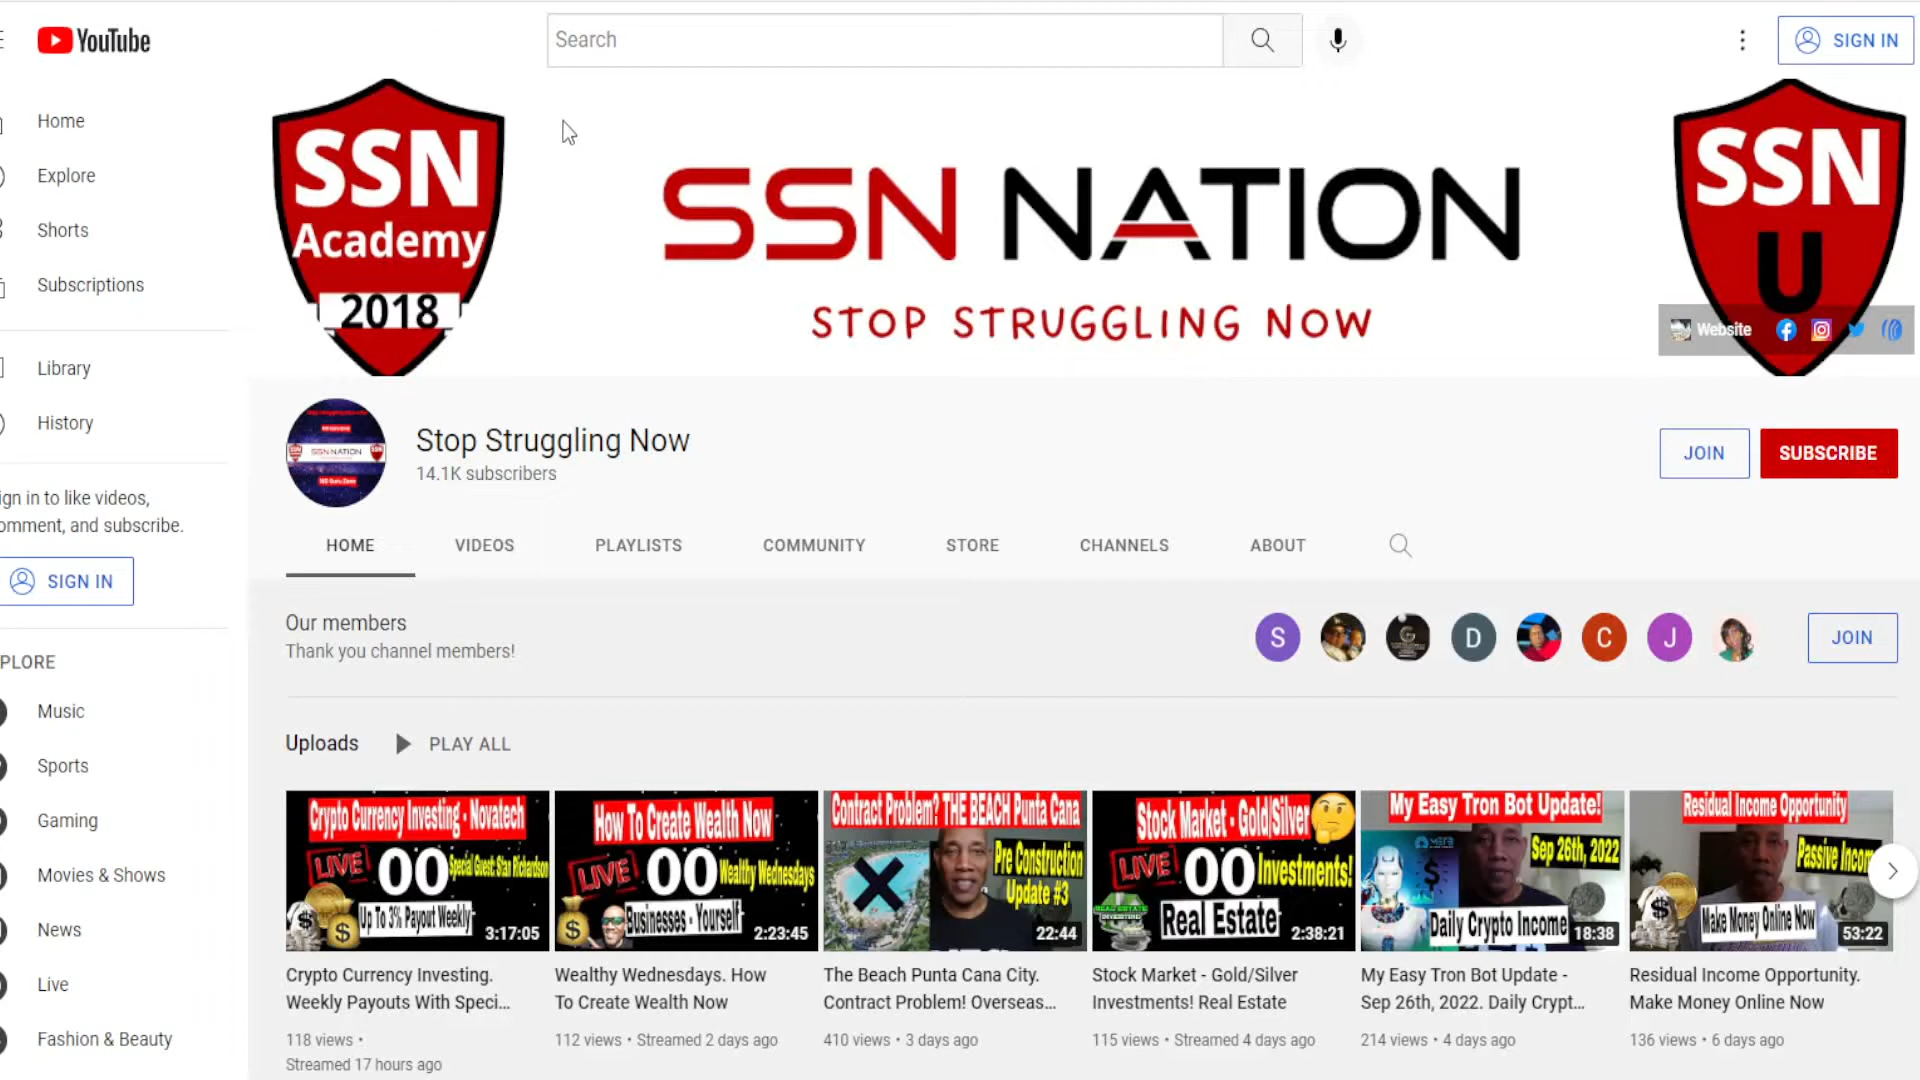 YouTube
Search
SIGN IN
Home
Explore
Shorts
Subscriptions
Library
History
ign in to like videos,
omment, and subscribe.
SIGN IN
PLORE
Music
Sports
Gaming
Movies & Shows
News
Live
Fashion & Beauty
SSN
Academy
2018
SSN NATION
STOP STRUGGLING NOW
SSN
U
Website
SSN NATION
Stop Struggling Now
14.1K subscribers
JOIN
SUBSCRIBE
HOME
VIDEOS
PLAYLISTS
COMMUNITY
STORE
CHANNELS
ABOUT
Our members
Thank you channel members!
S
G
D
C
J
JOIN
Uploads
PLAY ALL
Crypto Currency Investing - Novatech
LIVE
00
Special Guest: Star Richardson
Up To 3% Payout Weekly
3:17:05
Crypto Currency Investing.
Weekly Payouts With Speci...
118 views •
Streamed 17 hours ago
How To Create Wealth Now
LIVE
00
Wealthy Wednesdays
Businesses - Yourself
2:23:45
Wealthy Wednesdays. How
To Create Wealth Now
112 views • Streamed 2 days ago
Contract Problem? THE BEACH Punta Cana
Pre Construction
Update #3
22:44
The Beach Punta Cana City.
Contract Problem! Overseas...
410 views • 3 days ago
Stock Market - Gold/Silver
LIVE
00
Investments!
REAL ESTATE
INVESTING
Real Estate
2:38:21
Stock Market - Gold/Silver
Investments! Real Estate
115 views • Streamed 4 days ago
My Easy Tron Bot Update!
Sep 26th, 2022
Daily Crypto Income
18:38
My Easy Tron Bot Update -
Sep 26th, 2022. Daily Crypt...
214 views • 4 days ago
Residual Income Opportunity
Passive Incom
Make Money Online Now
53:22
Residual Income Opportunity.
Make Money Online Now
136 views • 6 days ago